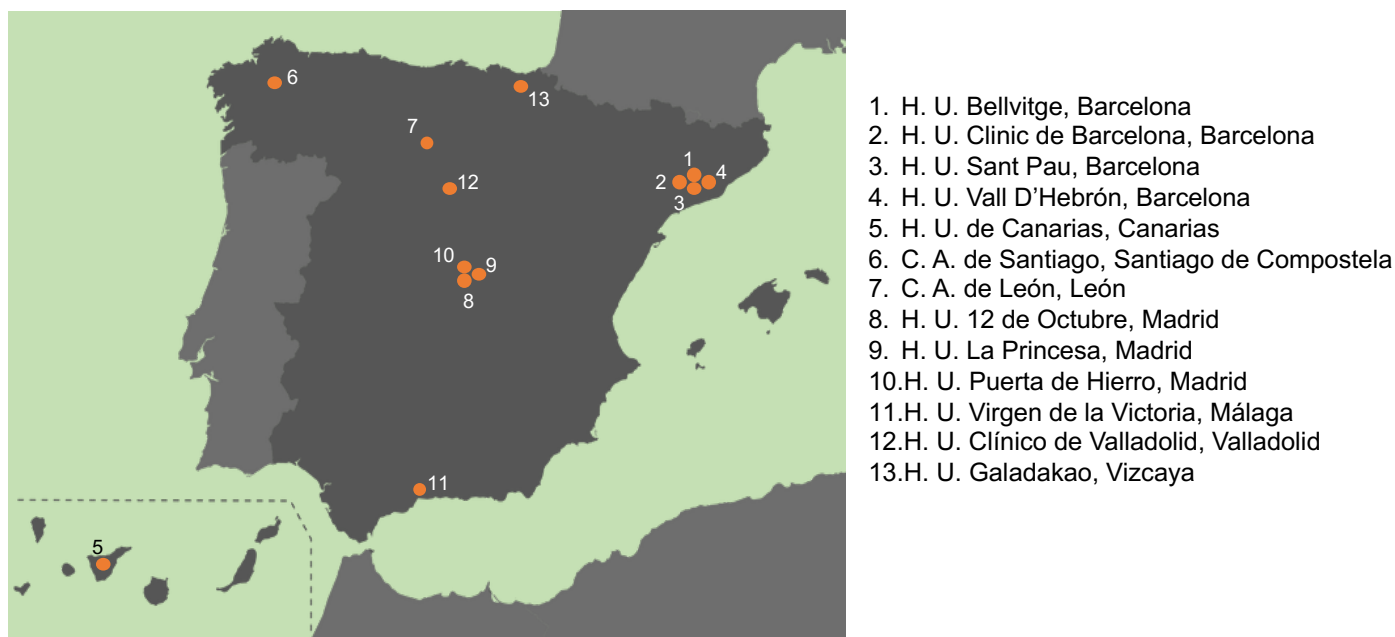 6
13
7
1
2
4
12
3
10
9
8
11
5
1. H. U. Bellvitge, Barcelona
2. H. U. Clinic de Barcelona, Barcelona
3. H. U. Sant Pau, Barcelona
4. H. U. Vall D’Hebrón, Barcelona
5. H. U. de Canarias, Canarias
6. C. A. de Santiago, Santiago de Compostela
7. C. A. de León, León
8. H. U. 12 de Octubre, Madrid
9. H. U. La Princesa, Madrid
10.H. U. Puerta de Hierro, Madrid
11.H. U. Virgen de la Victoria, Málaga
12.H. U. Clínico de Valladolid, Valladolid
13.H. U. Galadakao, Vizcaya